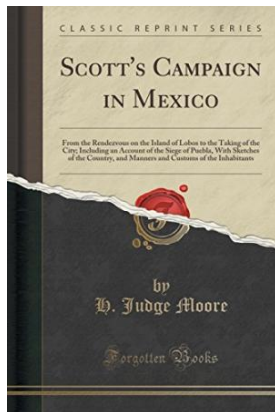 CLASSIC REPRINT SERIES
SCOTT'S CAMPAIGN
IN MEXICO
From the Rendezvous on the Island of Lobos to the Taking of the
City; Including an Account of the Siege of Puebla, With Sketches
of the Country, and Manners and Customs of the Inhabitants
by
H. Judge Moore
Forgotten Books